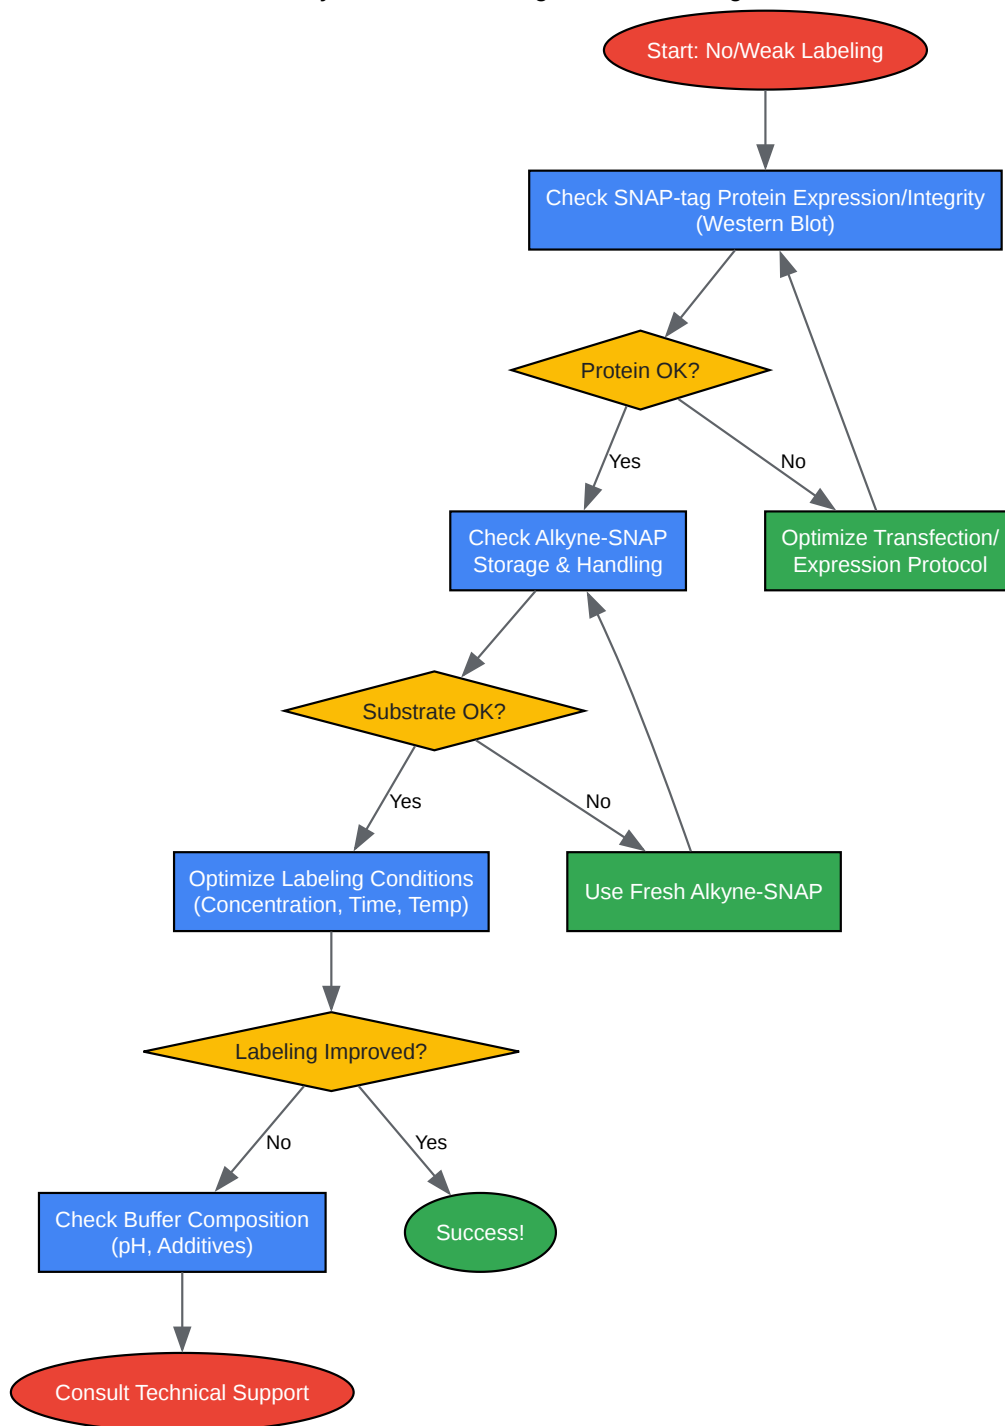 Start: No/Weak Labeling
Check SNAP-tag Protein Expression/Integrity
(Western Blot)
Protein OK?
Yes
No
Check Alkyne-SNAP
Storage & Handling
Optimize Transfection/
Expression Protocol
Substrate OK?
Yes
No
Optimize Labeling Conditions
(Concentration, Time, Temp)
Use Fresh Alkyne-SNAP
Labeling Improved?
No
Yes
Check Buffer Composition
(pH, Additives)
Success!
Consult Technical Support